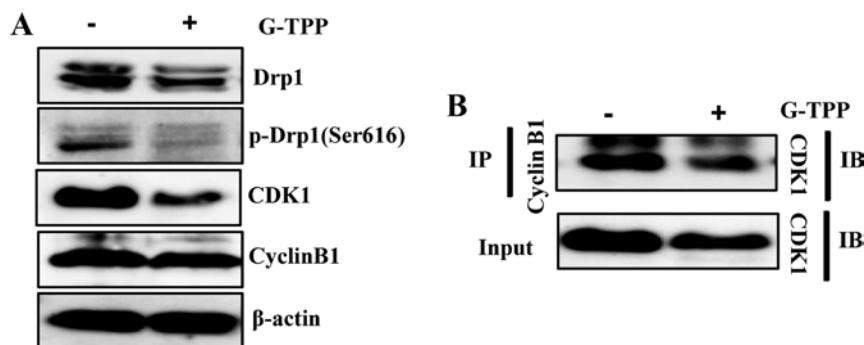 A
- + G-TPP
Drp1
p-Drp1(Ser616)
CDK1
CyclinB1
β-actin
B
- + G-TPP
IP Cyclin B1 CDK1 IB
Input CDK1 IB